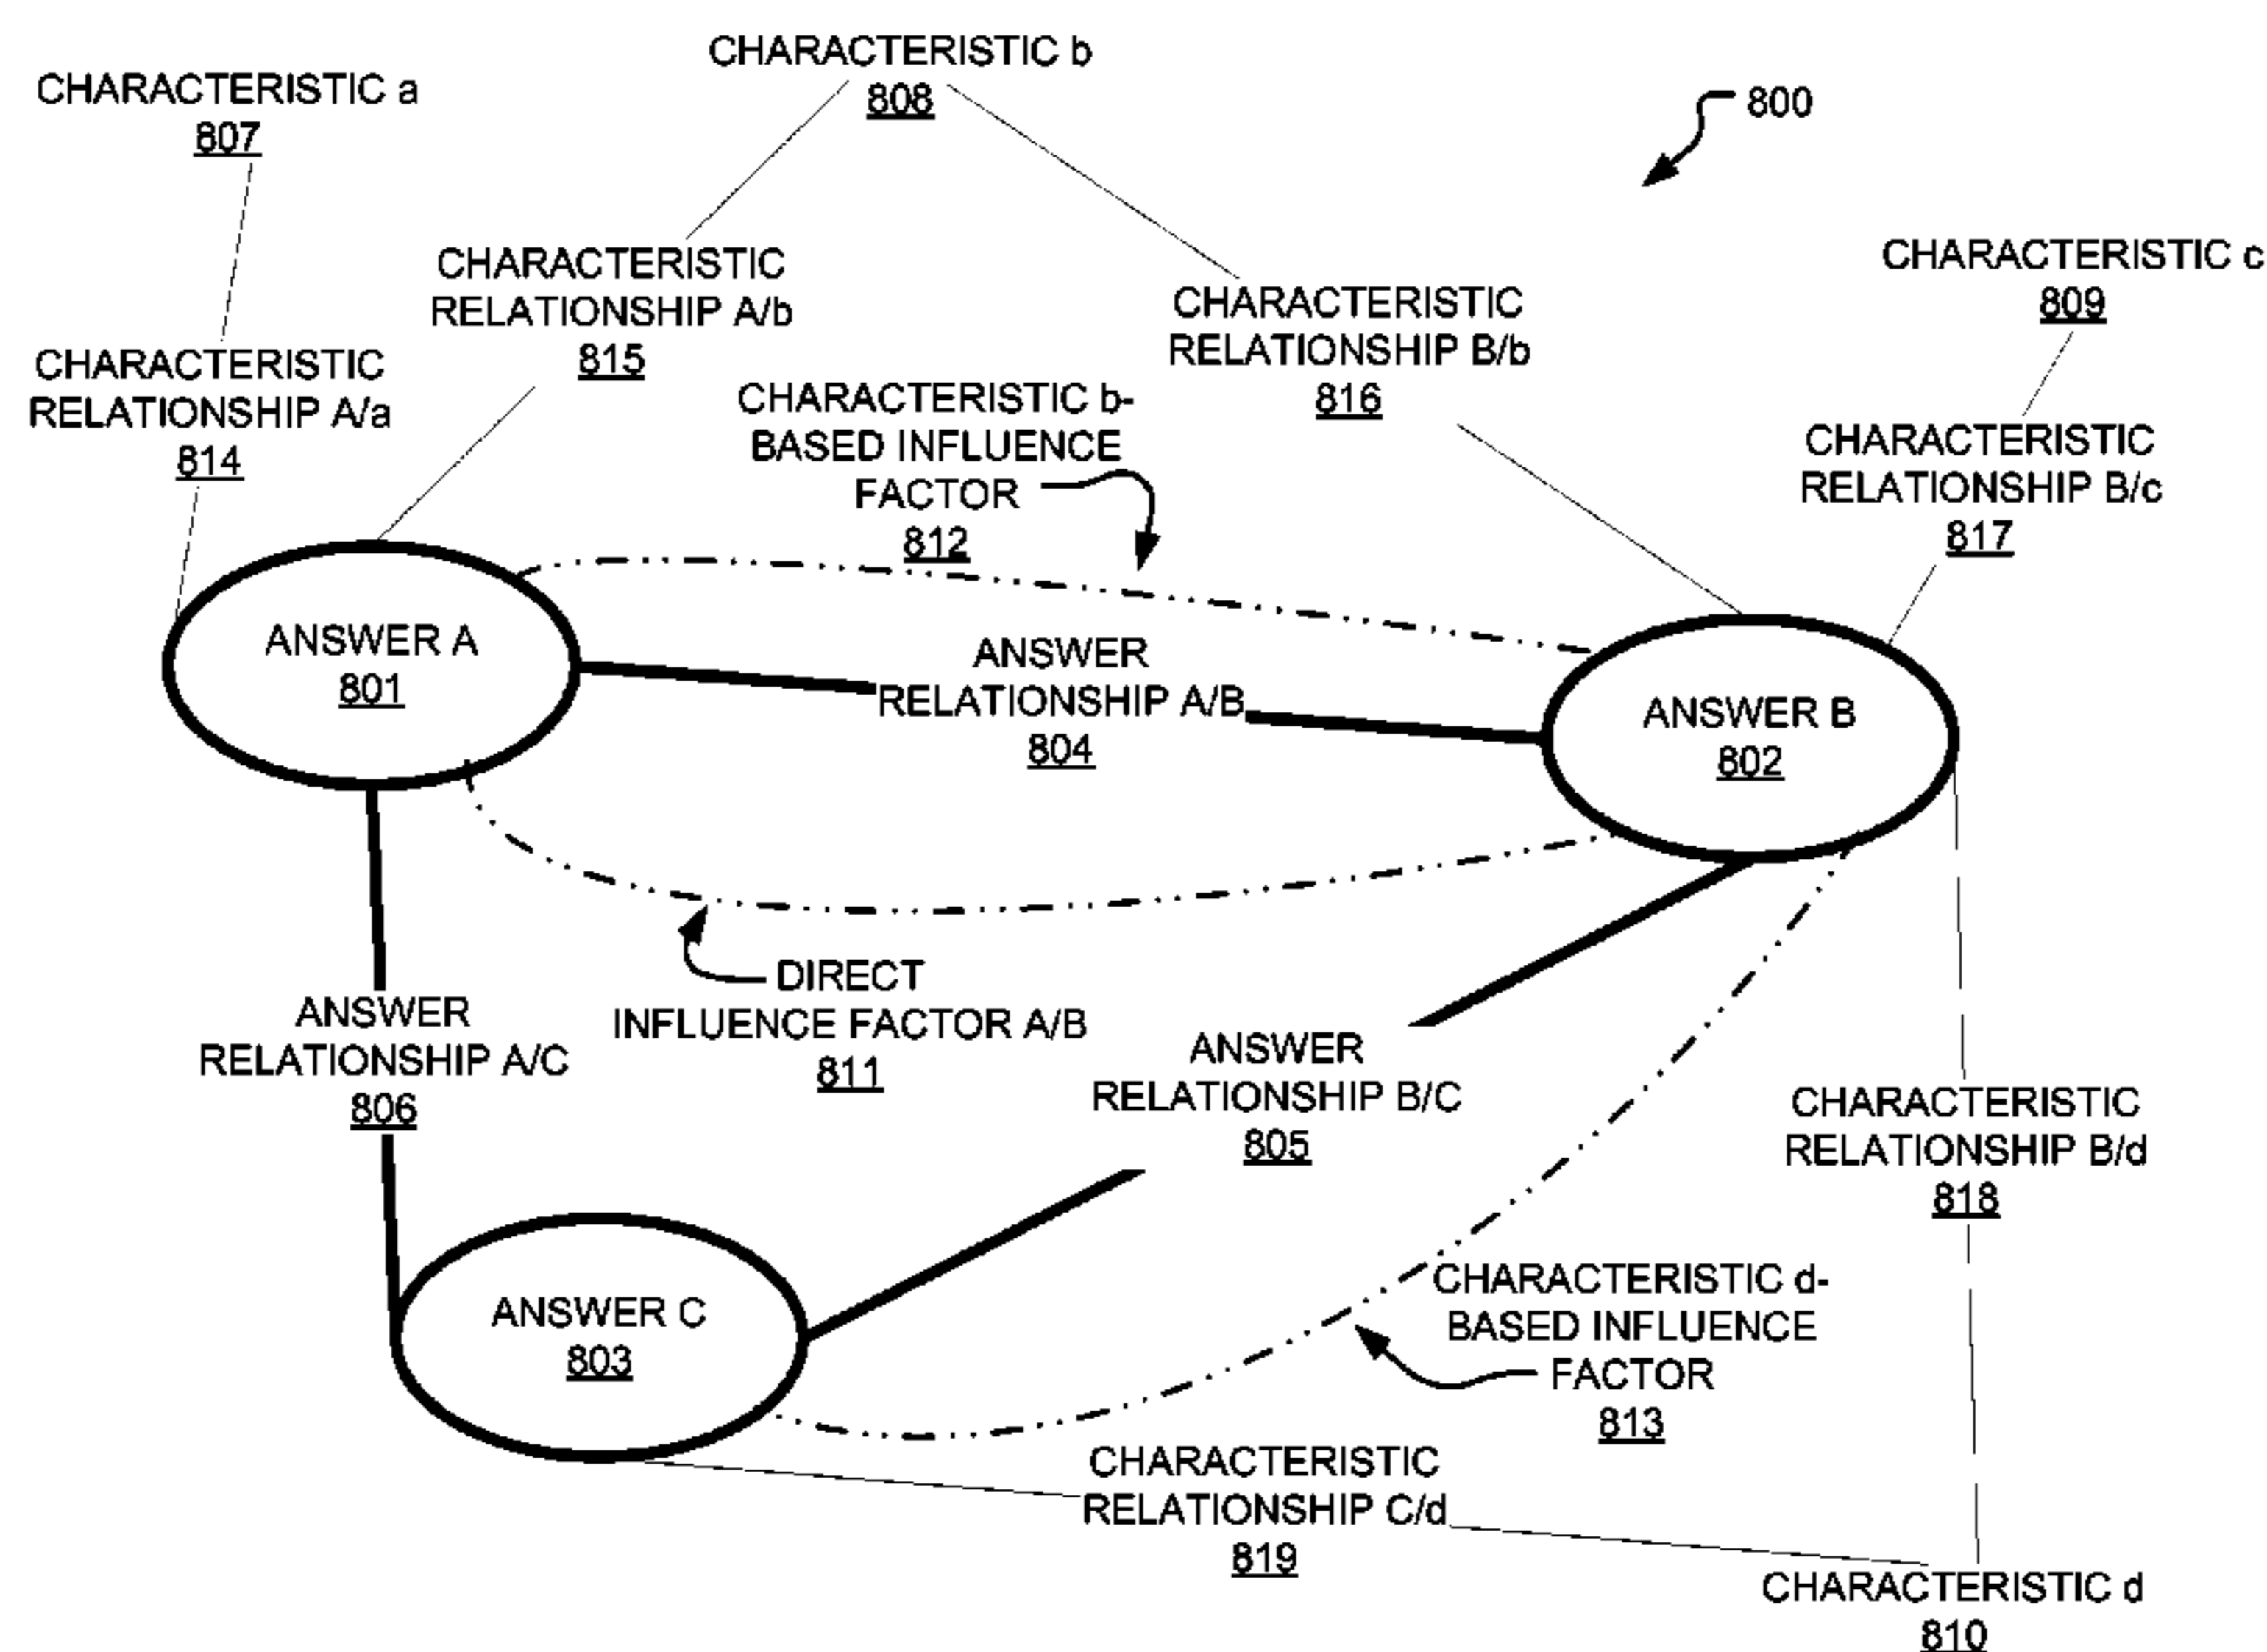 CHARACTERISTIC b
808
CHARACTERISTIC a
807
800
CHARACTERISTIC
RELATIONSHIP A/b
815
CHARACTERISTIC c
809
CHARACTERISTIC
RELATIONSHIP B/b
816
CHARACTERISTIC
RELATIONSHIP A/a
814
CHARACTERISTIC b-
BASED INFLUENCE
FACTOR
812
CHARACTERISTIC
RELATIONSHIP B/c
817
ANSWER A
801
ANSWER
RELATIONSHIP A/B
804
ANSWER B
802
DIRECT
INFLUENCE FACTOR A/B
811
ANSWER
RELATIONSHIP A/C
806
ANSWER
RELATIONSHIP B/C
805
CHARACTERISTIC
RELATIONSHIP B/d
818
ANSWER C
803
CHARACTERISTIC d-
BASED INFLUENCE
FACTOR
813
CHARACTERISTIC
RELATIONSHIP C/d
819
CHARACTERISTIC d
810